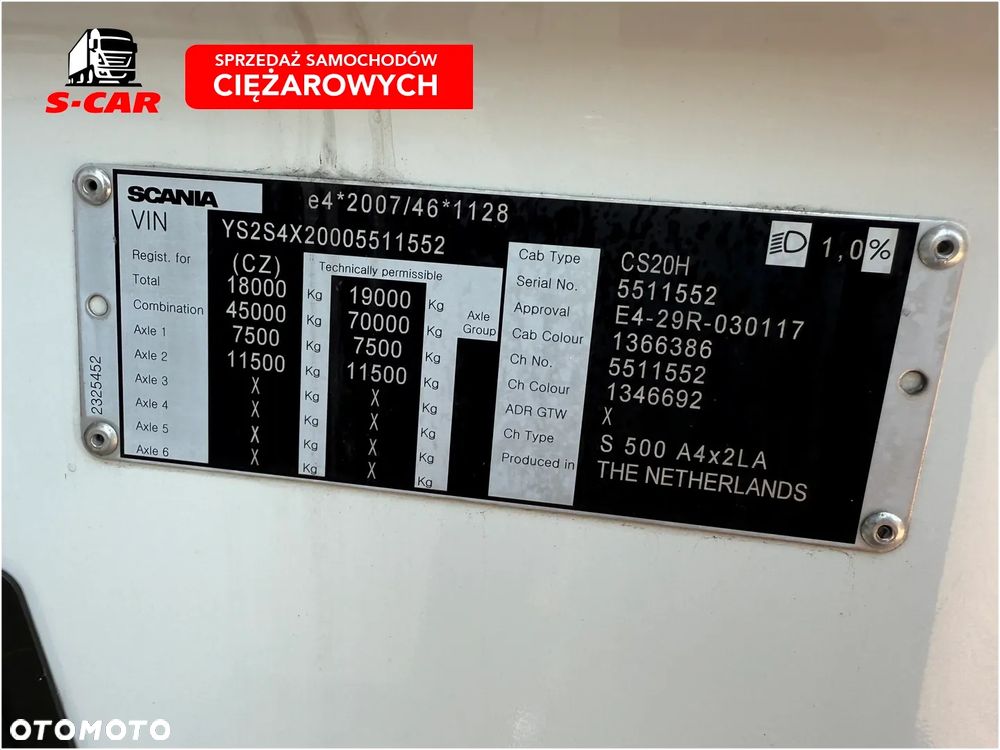 S-CAR
SPRZEDAŻ SAMOCHODÓW
CIĘŻAROWYCH
SCANIA
e4*2007/46*1128
VIN
YS2S4X20005511552
Regist. for (CZ) Technically permissible
Total 18000 Kg 19000 Kg
Combination 45000 Kg 70000 Kg Axle Group
Axle 1 7500 Kg 7500 Kg
Axle 2 11500 Kg 11500 Kg
Axle 3 X Kg X Kg
Axle 4 X Kg X Kg
Axle 5 X Kg X Kg
Axle 6 X Kg X Kg
1,0%
Cab Type CS20H
Serial No. 5511552
Approval E4-29R-030117
Cab Colour 1366386
Ch No. 5511552
Ch Colour 1346692
ADR GTW X
Ch Type S 500 A4x2LA
Produced in THE NETHERLANDS
2325452
OTOMOTO